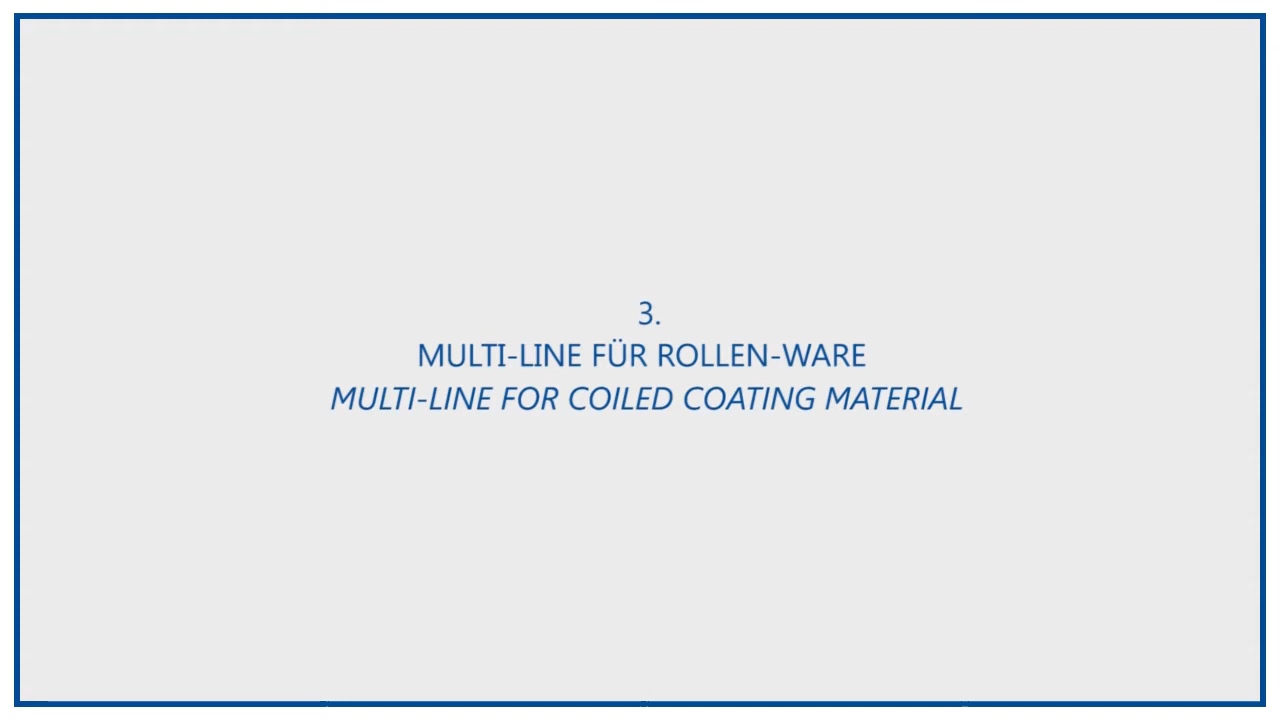 3.
MULTI-LINE FÜR ROLLEN-WARE
MULTI-LINE FOR COILED COATING MATERIAL